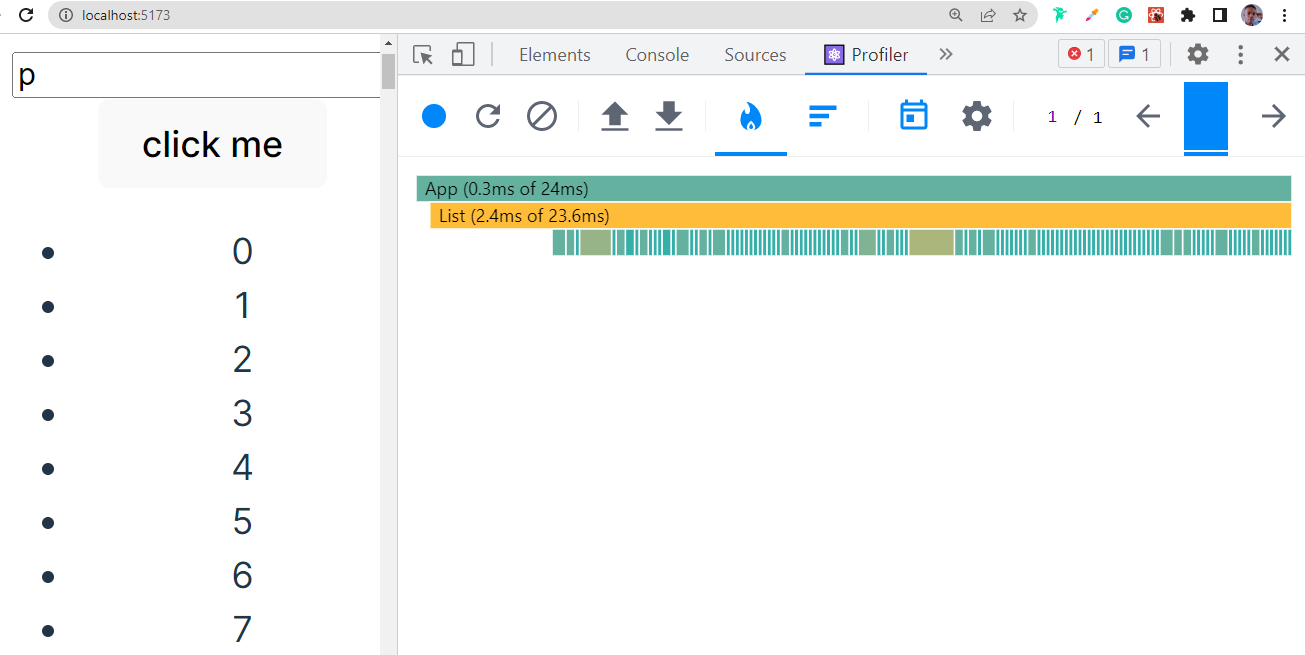 localhost:5173
p
click me
0
1
2
3
4
5
6
7
Elements Console Sources Profiler » 1 1
1 / 1
App (0.3ms of 24ms)
List (2.4ms of 23.6ms)